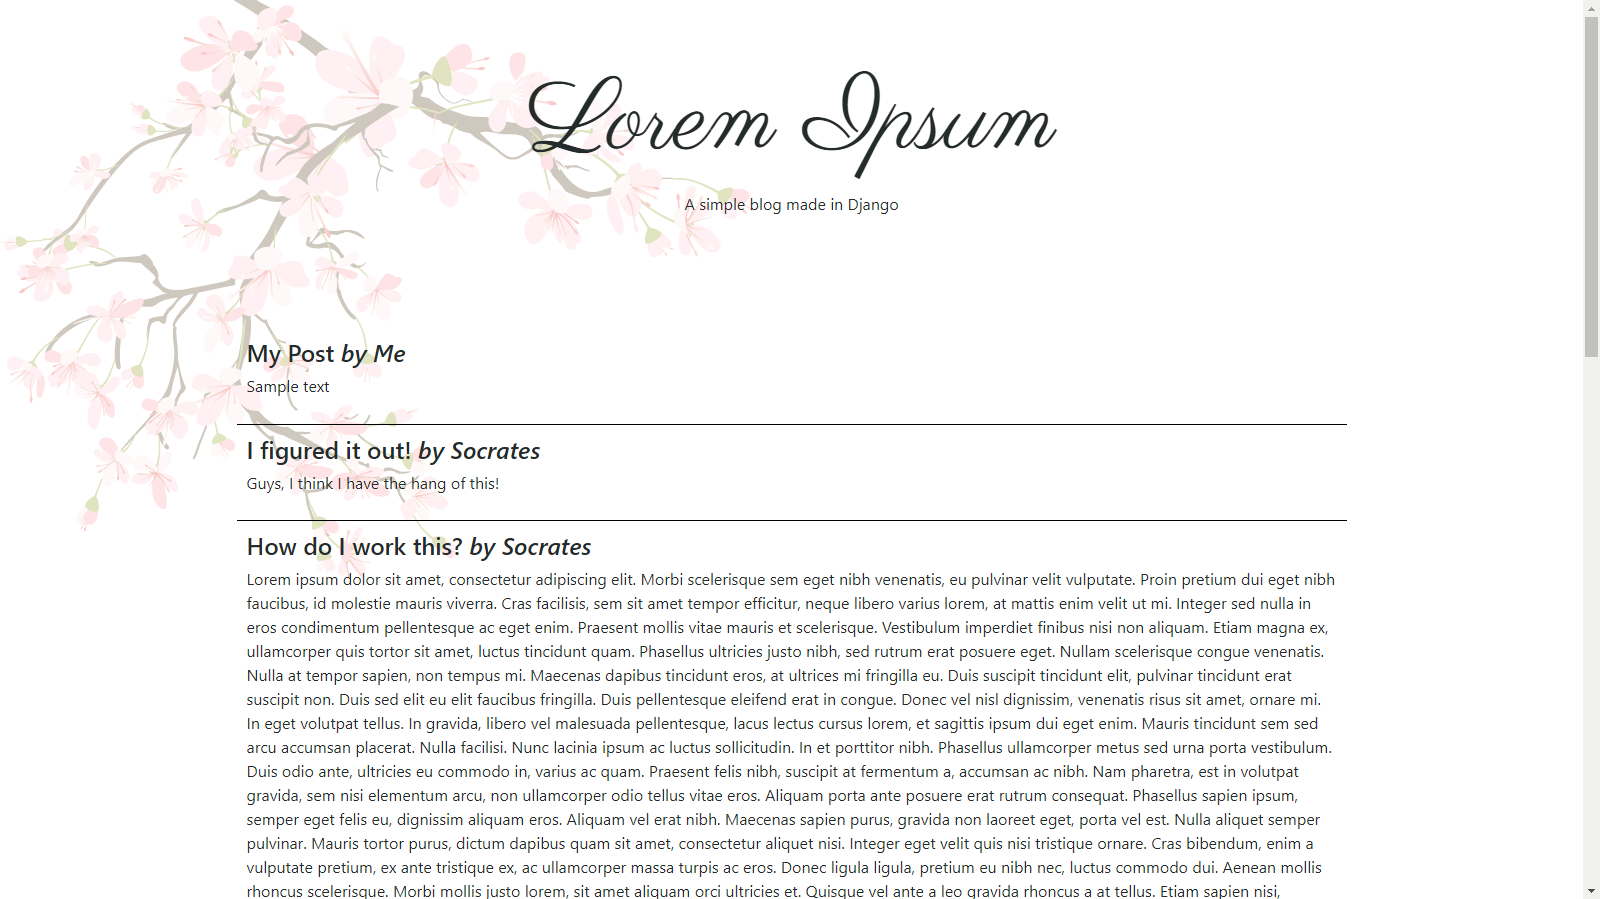 Lorem Ipsum
A simple blog made in Django
My Post by Me
Sample text
I figured it out! by Socrates
Guys, I think I have the hang of this!
How do I work this? by Socrates
Lorem ipsum dolor sit amet, consectetur adipiscing elit. Morbi scelerisque sem eget nibh venenatis, eu pulvinar velit vulputate. Proin pretium dui eget nibh
faucibus, id molestie mauris viverra. Cras facilisis, sem sit amet tempor efficitur, neque libero varius lorem, at mattis enim velit ut mi. Integer sed nulla in
eros condimentum pellentesque ac eget enim. Praesent mollis vitae mauris et scelerisque. Vestibulum imperdiet finibus nisi non aliquam. Etiam magna ex,
ullamcorper quis tortor sit amet, luctus tincidunt quam. Phasellus ultricies justo nibh, sed rutrum erat posuere eget. Nullam scelerisque congue venenatis.
Nulla at tempor sapien, non tempus mi. Maecenas dapibus tincidunt eros, at ultrices mi fringilla eu. Duis suscipit tincidunt elit, pulvinar tincidunt erat
suscipit non. Duis sed elit eu elit faucibus fringilla. Duis pellentesque eleifend erat in congue. Donec vel nisl dignissim, venenatis risus sit amet, ornare mi.
In eget volutpat tellus. In gravida, libero vel malesuada pellentesque, lacus lectus cursus lorem, et sagittis ipsum dui eget enim. Mauris tincidunt sem sed
arcu accumsan placerat. Nulla facilisi. Nunc lacinia ipsum ac luctus sollicitudin. In et porttitor nibh. Phasellus ullamcorper metus sed urna porta vestibulum.
Duis odio ante, ultricies eu commodo in, varius ac quam. Praesent felis nibh, suscipit at fermentum a, accumsan ac nibh. Nam pharetra, est in volutpat
gravida, sem nisi elementum arcu, non ullamcorper odio tellus vitae eros. Aliquam porta ante posuere erat rutrum consequat. Phasellus sapien ipsum,
semper eget felis eu, dignissim aliquam eros. Aliquam vel erat nibh. Maecenas sapien purus, gravida non laoreet eget, porta vel est. Nulla aliquet semper
pulvinar. Mauris tortor purus, dictum dapibus quam sit amet, consectetur aliquet nisi. Integer eget velit quis nisi tristique ornare. Cras bibendum, enim a
vulputate pretium, ex ante tristique ex, ac ullamcorper massa turpis ac eros. Donec ligula ligula, pretium eu nibh nec, luctus commodo dui. Aenean mollis
rhoncus scelerisque. Morbi mollis justo lorem, sit amet aliquam orci ultricies et. Quisque vel ante a leo gravida rhoncus a at tellus. Etiam sapien nisi,